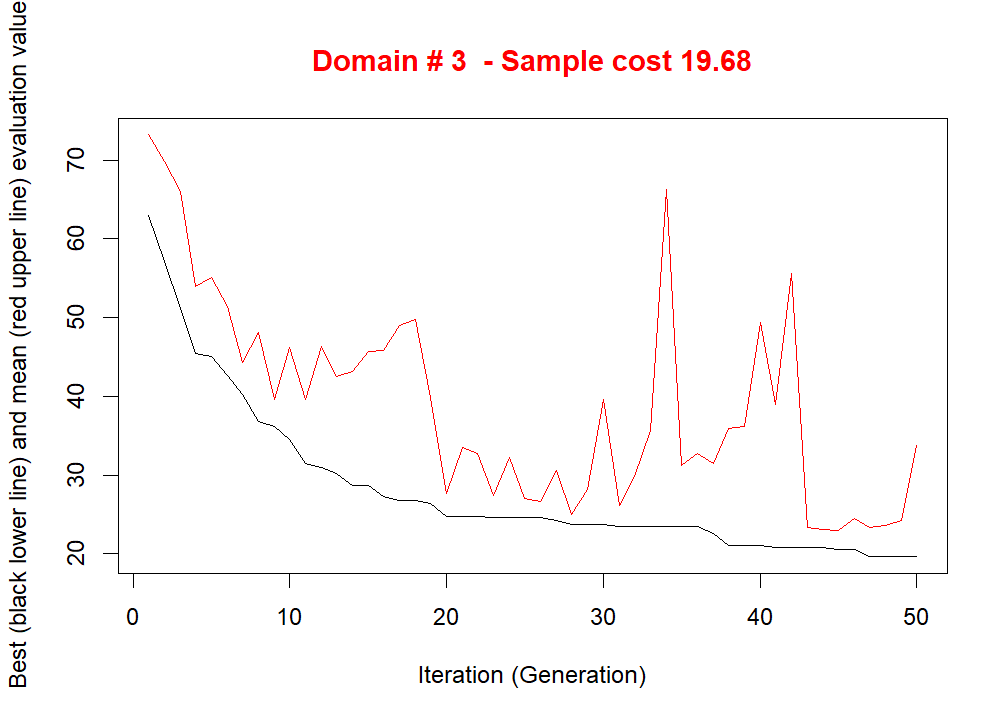 Domain # 3  - Sample cost 19.68
Best (black lower line) and mean (red upper line) evaluation value
70
60
50
40
30
20
0 10 20 30 40 50
Iteration (Generation)